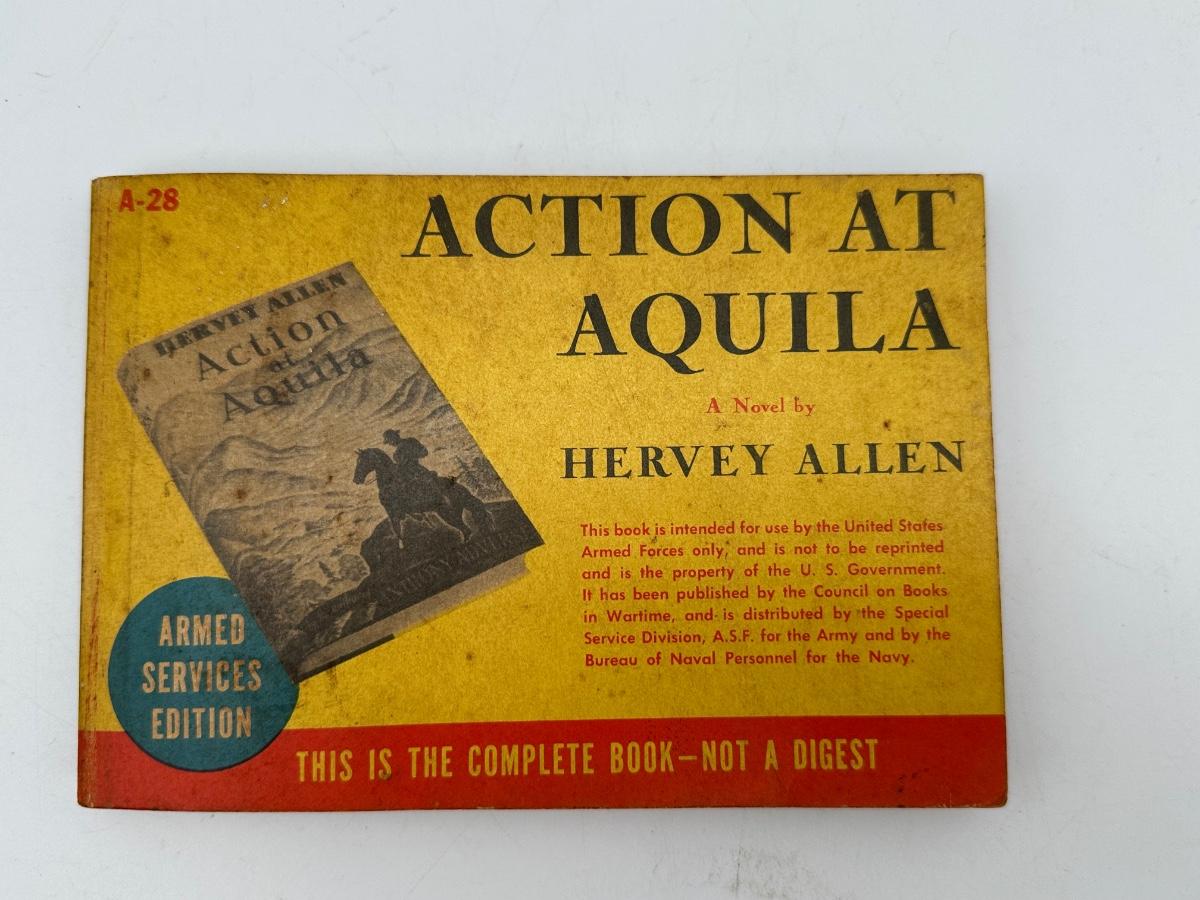 A-28
ACTION AT
AQUILA
A Novel by
HERVEY ALLEN
This book is intended for use by the United States
Armed Forces only, and is not to be reprinted
and is the property of the U. S. Government.
It has been published by the Council on Books
in Wartime, and is distributed by the Special
Service Division, A.S.F. for the Army and by the
Bureau of Naval Personnel for the Navy.
HERVEY ALLEN
Action
at
Aquila
ARMED
SERVICES
EDITION
THIS IS THE COMPLETE BOOK—NOT A DIGEST